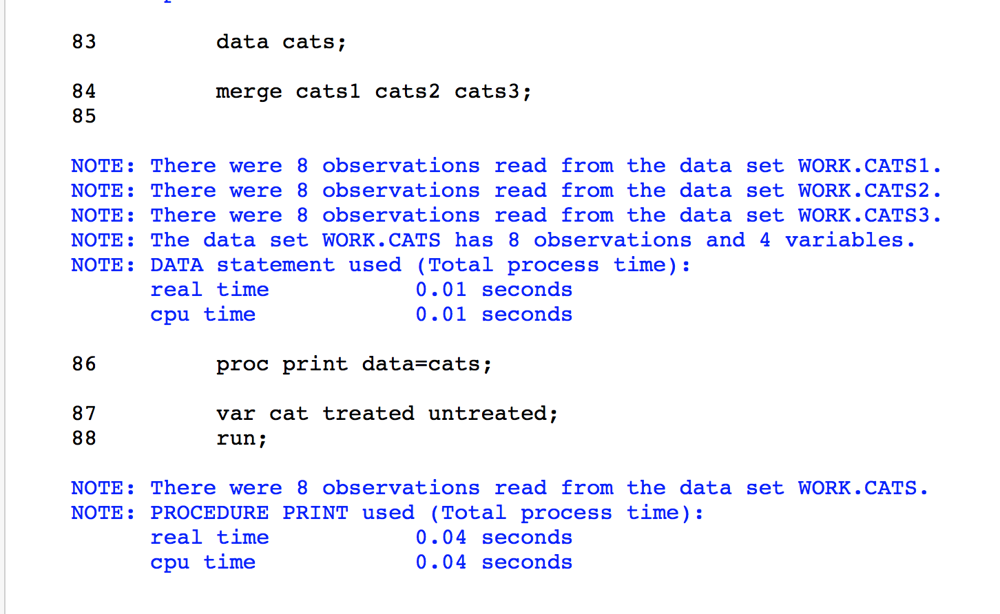 83 data cats;
84 merge cats1 cats2 cats3;
85
NOTE: There were 8 observations read from the data set WORK.CATS1.
NOTE: There were 8 observations read from the data set WORK.CATS2.
NOTE: There were 8 observations read from the data set WORK.CATS3.
NOTE: The data set WORK.CATS has 8 observations and 4 variables.
NOTE: DATA statement used (Total process time):
real time 0.01 seconds
cpu time 0.01 seconds
86 proc print data=cats;
87 var cat treated untreated;
88 run;
NOTE: There were 8 observations read from the data set WORK.CATS.
NOTE: PROCEDURE PRINT used (Total process time):
real time 0.04 seconds
cpu time 0.04 seconds